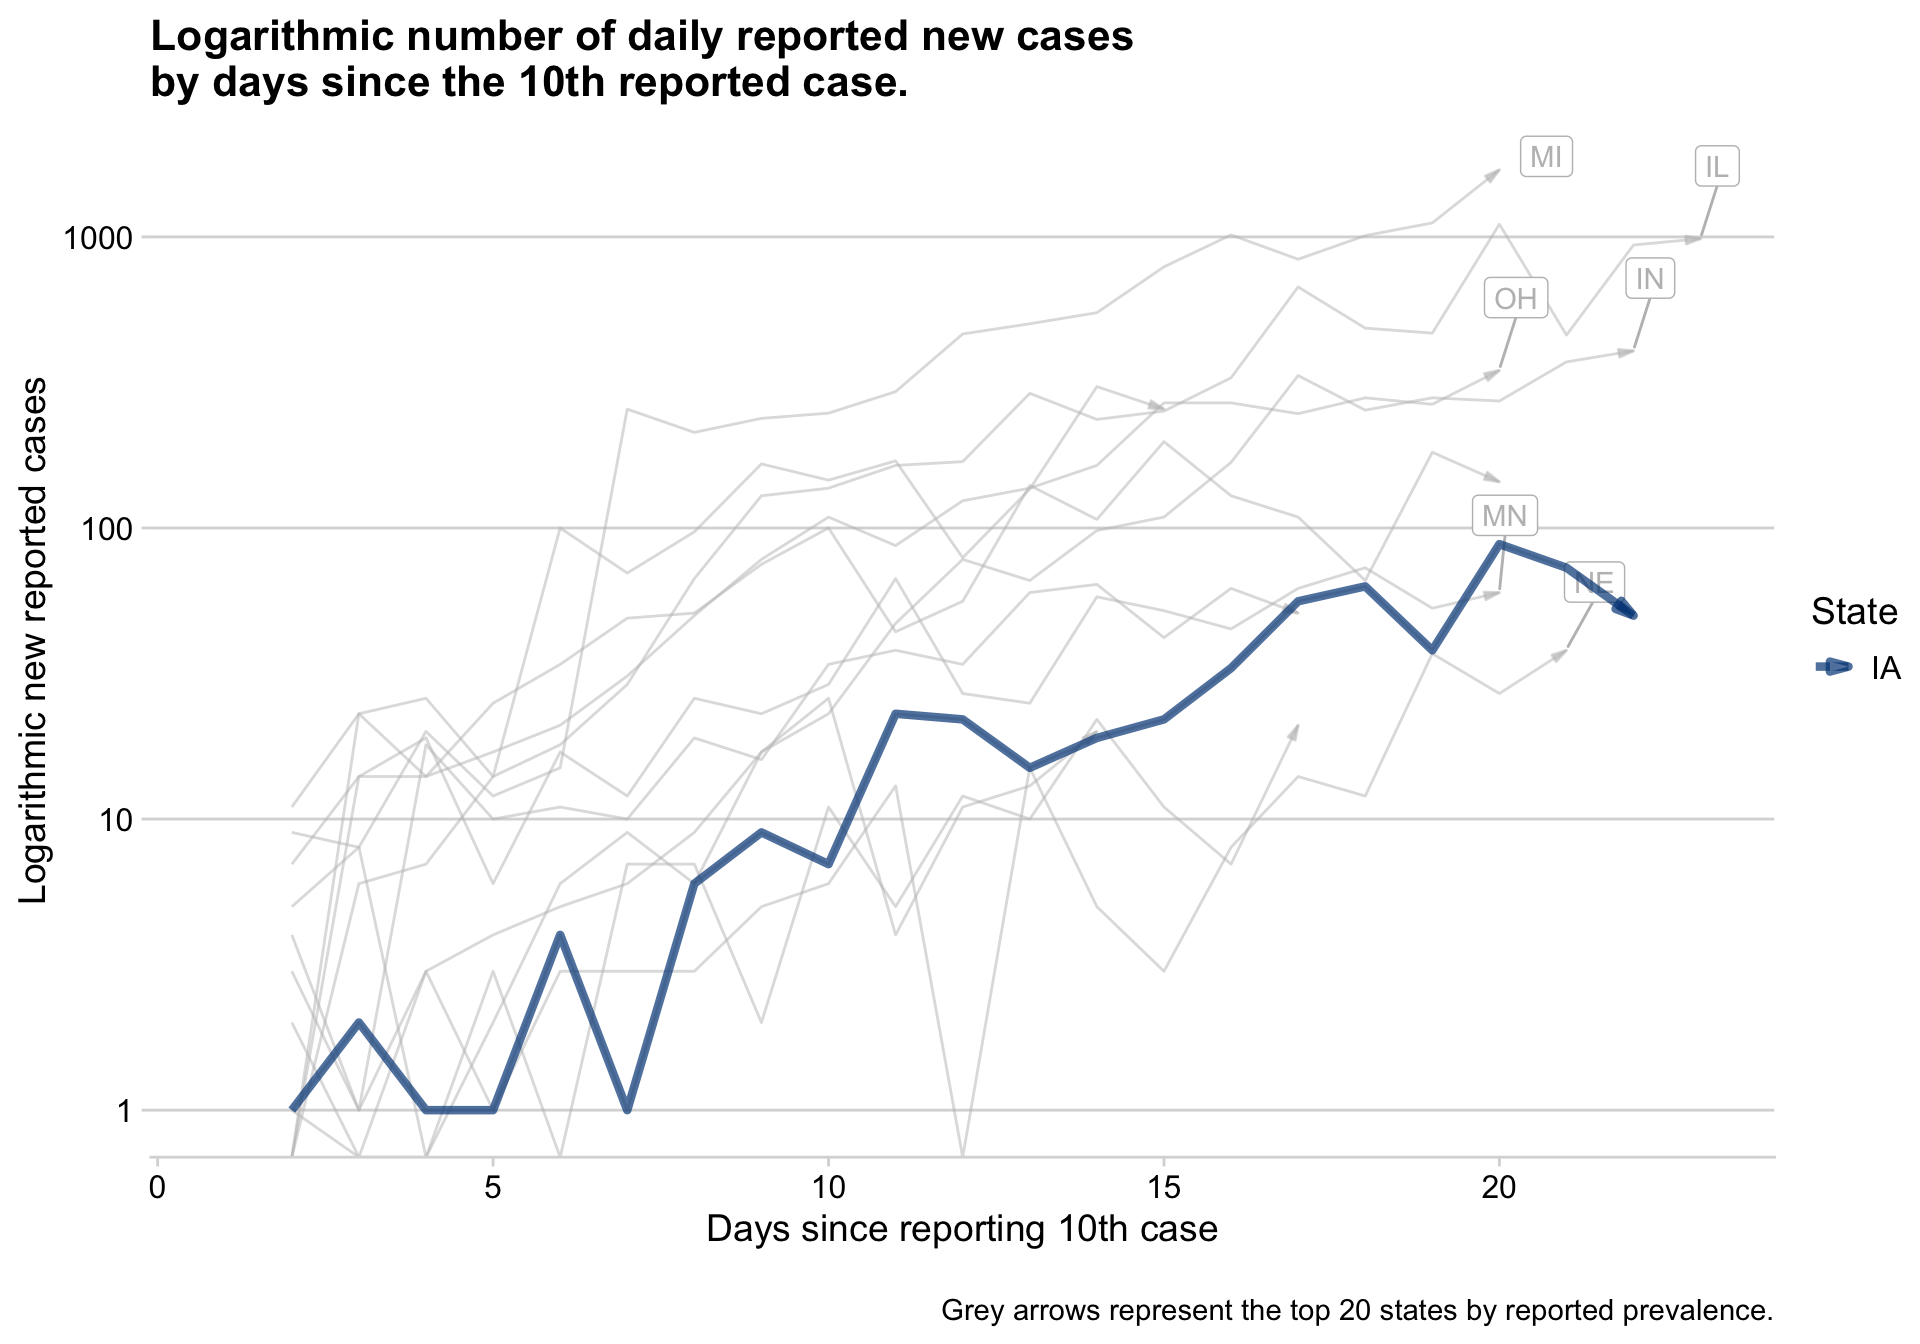 Logarithmic number of daily reported new cases
by days since the 10th reported case.
Logarithmic new reported cases
1000
100
10
1
MI
IL
IN
OH
MN
NE
State
IA
0 5 10 15 20
Days since reporting 10th case
Grey arrows represent the top 20 states by reported prevalence.